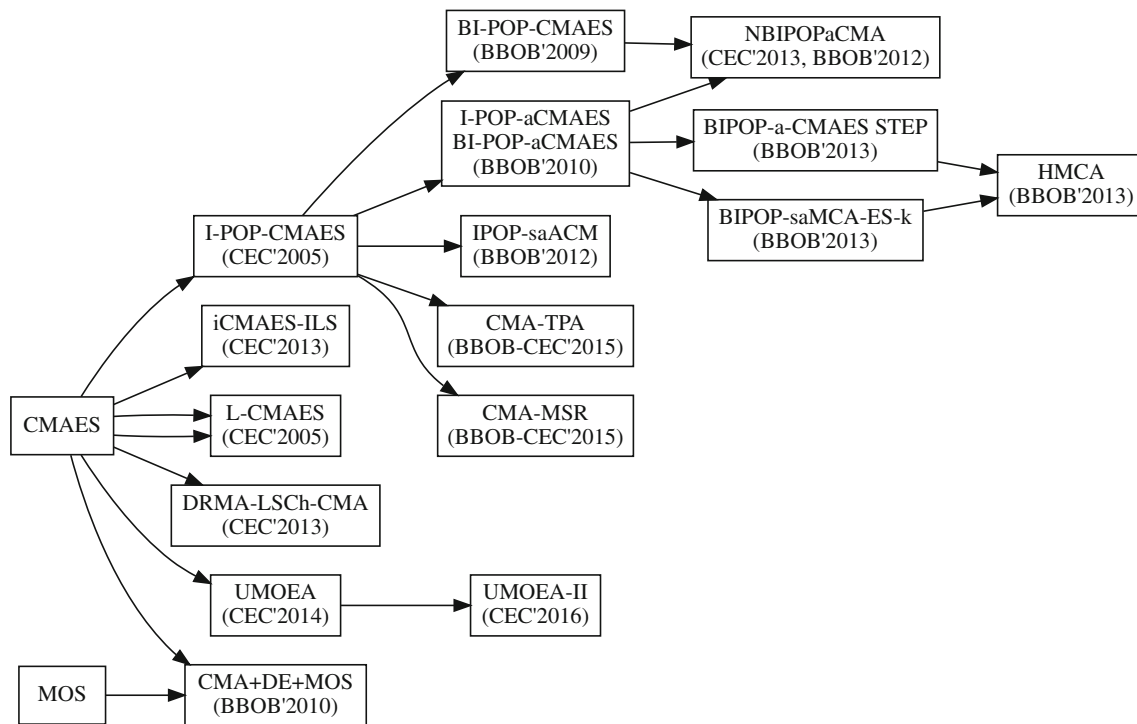 BI-POP-CMAES
(BBOB'2009)
NBIPOPaCMA
(CEC'2013, BBOB'2012)
I-POP-aCMAES
BI-POP-aCMAES
(BBOB'2010)
BIPOP-a-CMAES STEP
(BBOB'2013)
HMCA
(BBOB'2013)
I-POP-CMAES
(CEC'2005)
IPOP-saACM
(BBOB'2012)
BIPOP-saMCA-ES-k
(BBOB'2013)
iCMAES-ILS
(CEC'2013)
CMA-TPA
(BBOB-CEC'2015)
CMAES
L-CMAES
(CEC'2005)
CMA-MSR
(BBOB-CEC'2015)
DRMA-LSCh-CMA
(CEC'2013)
UMOEA
(CEC'2014)
UMOEA-II
(CEC'2016)
MOS
CMA+DE+MOS
(BBOB'2010)